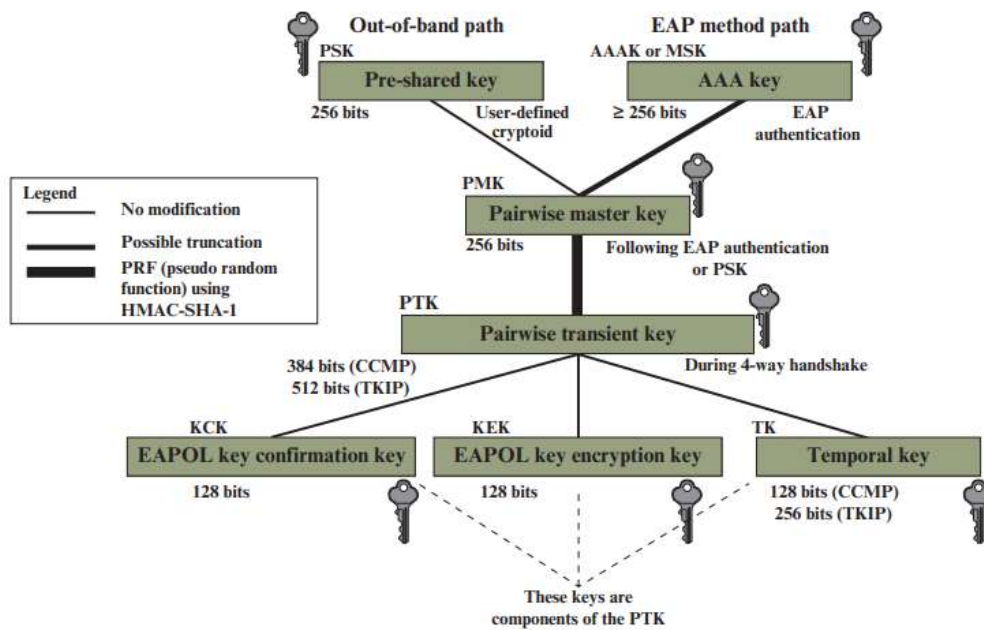 Out-of-band path
EAP method path
PSK
AAAK or MSK
Pre-shared key
AAA key
256 bits
User-defined
cryptoid
≥ 256 bits
EAP
authentication
Legend
No modification
Possible truncation
PRF (pseudo random
function) using
HMAC-SHA-1
PMK
Pairwise master key
256 bits
Following EAP authentication
or PSK
PTK
Pairwise transient key
384 bits (CCMP)
512 bits (TKIP)
During 4-way handshake
KCK
KEK
TK
EAPOL key confirmation key
EAPOL key encryption key
Temporal key
128 bits
128 bits
128 bits (CCMP)
256 bits (TKIP)
These keys are
components of the PTK